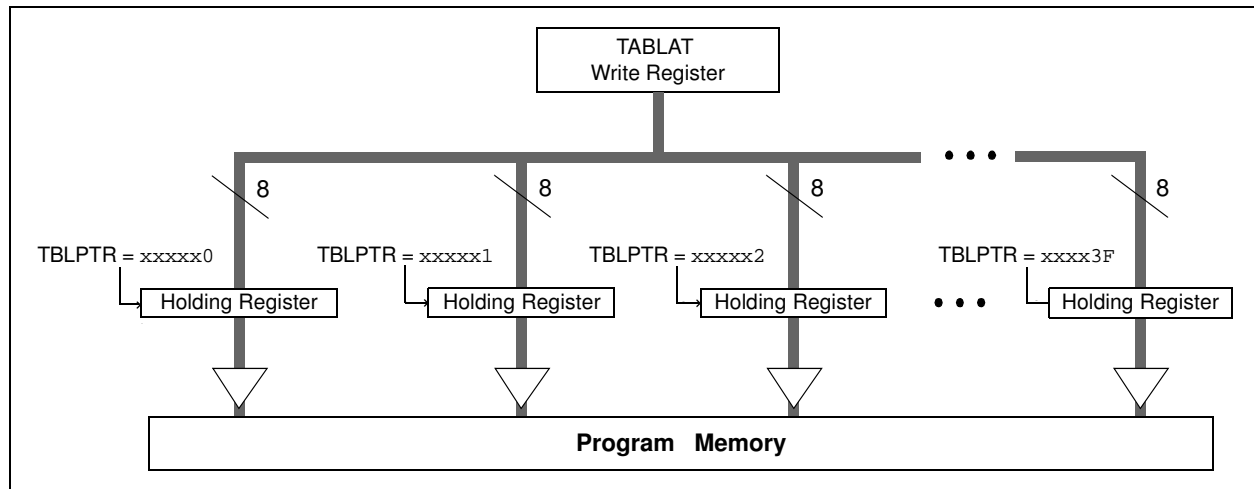 TABLAT
Write Register
8 8 8 8
TBLPTR = xxxxx0 TBLPTR = xxxxx1 TBLPTR = xxxxx2 TBLPTR = xxxx3F
Holding Register Holding Register Holding Register Holding Register
Program Memory